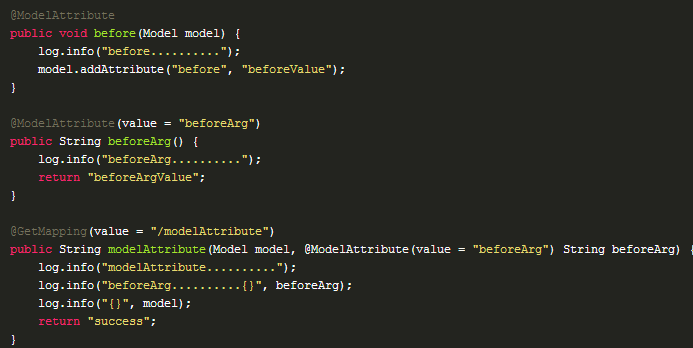 @ModelAttribute
public void before(Model model) {
log.info("before..........");
model.addAttribute("before", "beforeValue");
}
@ModelAttribute(value = "beforeArg")
public String beforeArg() {
log.info("beforeArg..........");
return "beforeArgValue";
}
@GetMapping(value = "/modelAttribute")
public String modelAttribute(Model model, @ModelAttribute(value = "beforeArg") String beforeArg) {
log.info("modelAttribute..........");
log.info("beforeArg..........{}", beforeArg);
log.info("{}", model);
return "success";
}